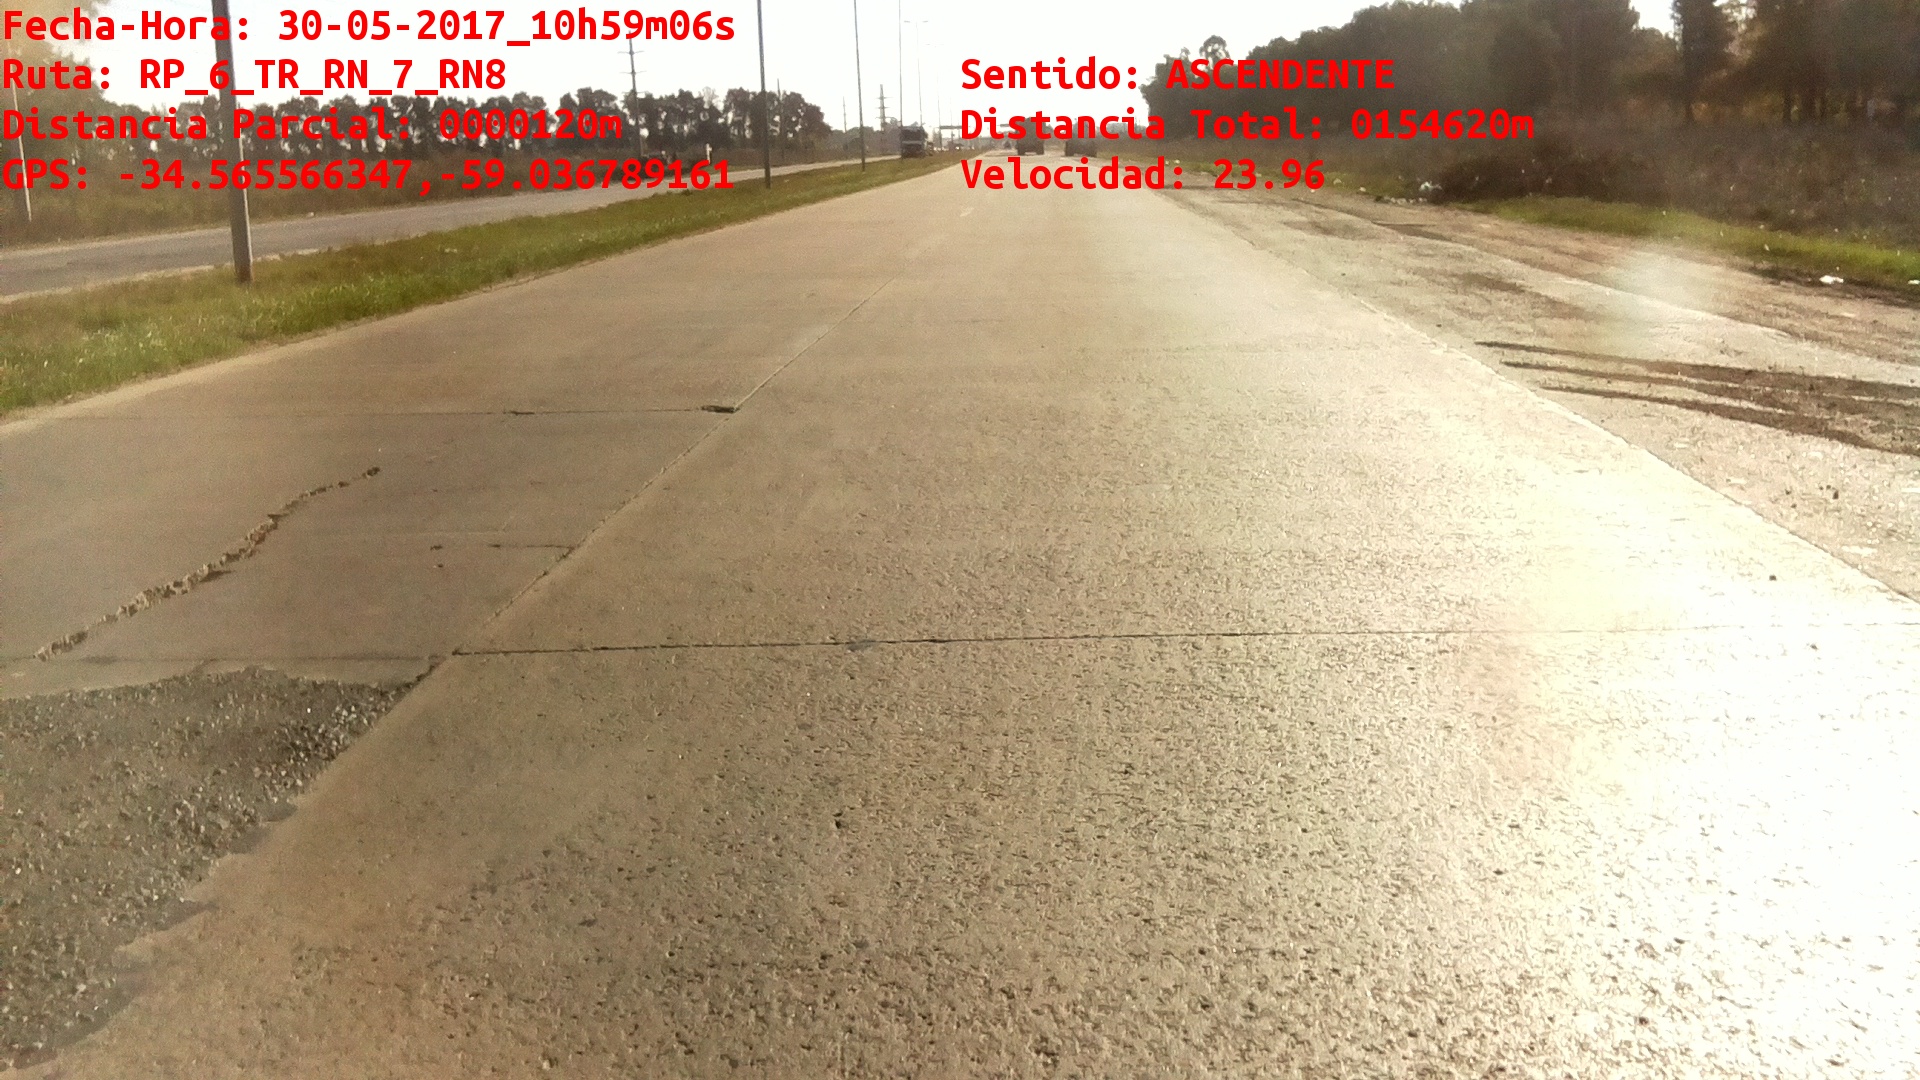 Fecha-Hora: 30-05-2017_10h59m06s
Ruta: RP_6_TR_RN_7_RN8
Sentido: ASCENDENTE
Distancia Parcial: 0000120m
Distancia Total: 0154620m
GPS: -34.565566347,-59.036789161
Velocidad: 23.96